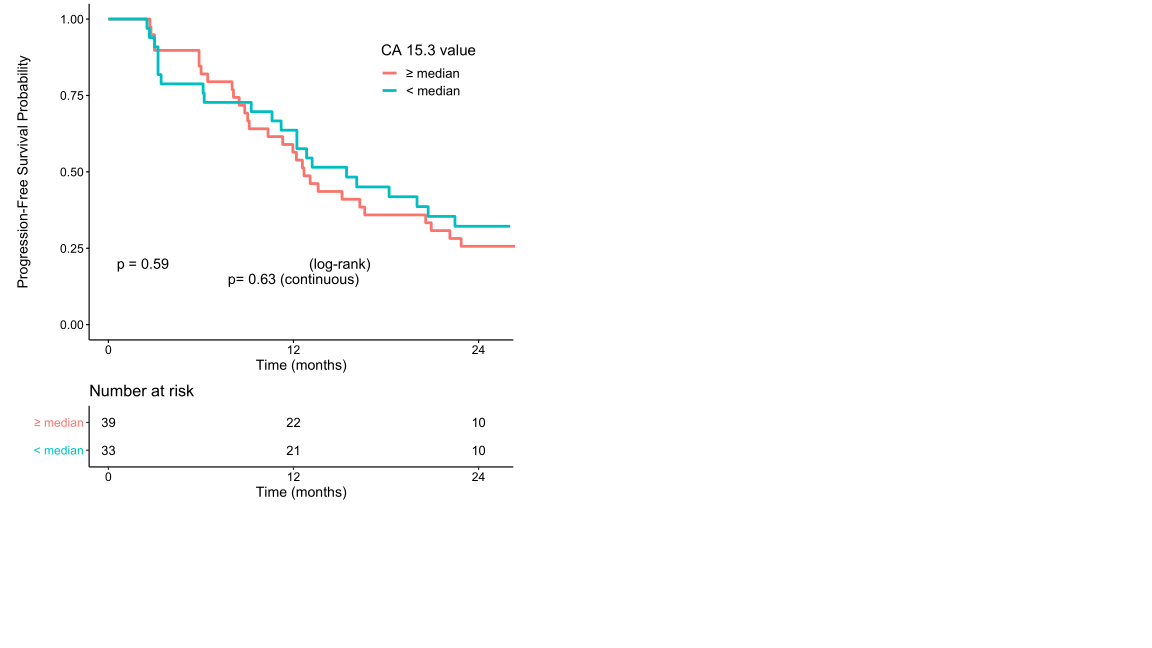 1.00
0.75
0.50
0.25
0.00
Progression-Free Survival Probability
CA 15.3 value
≥ median
< median
p = 0.59 (log-rank)
p= 0.63 (continuous)
0 12 24
Time (months)
Number at risk
≥ median 39 22 10
< median 33 21 10
0 12 24
Time (months)